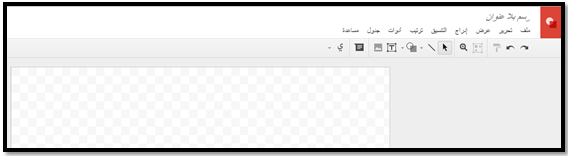 رسم بلا عنوان
ملف تحرير عرض إدراج التنسيق ترتيب أدوات جدول مساعدة
T ي